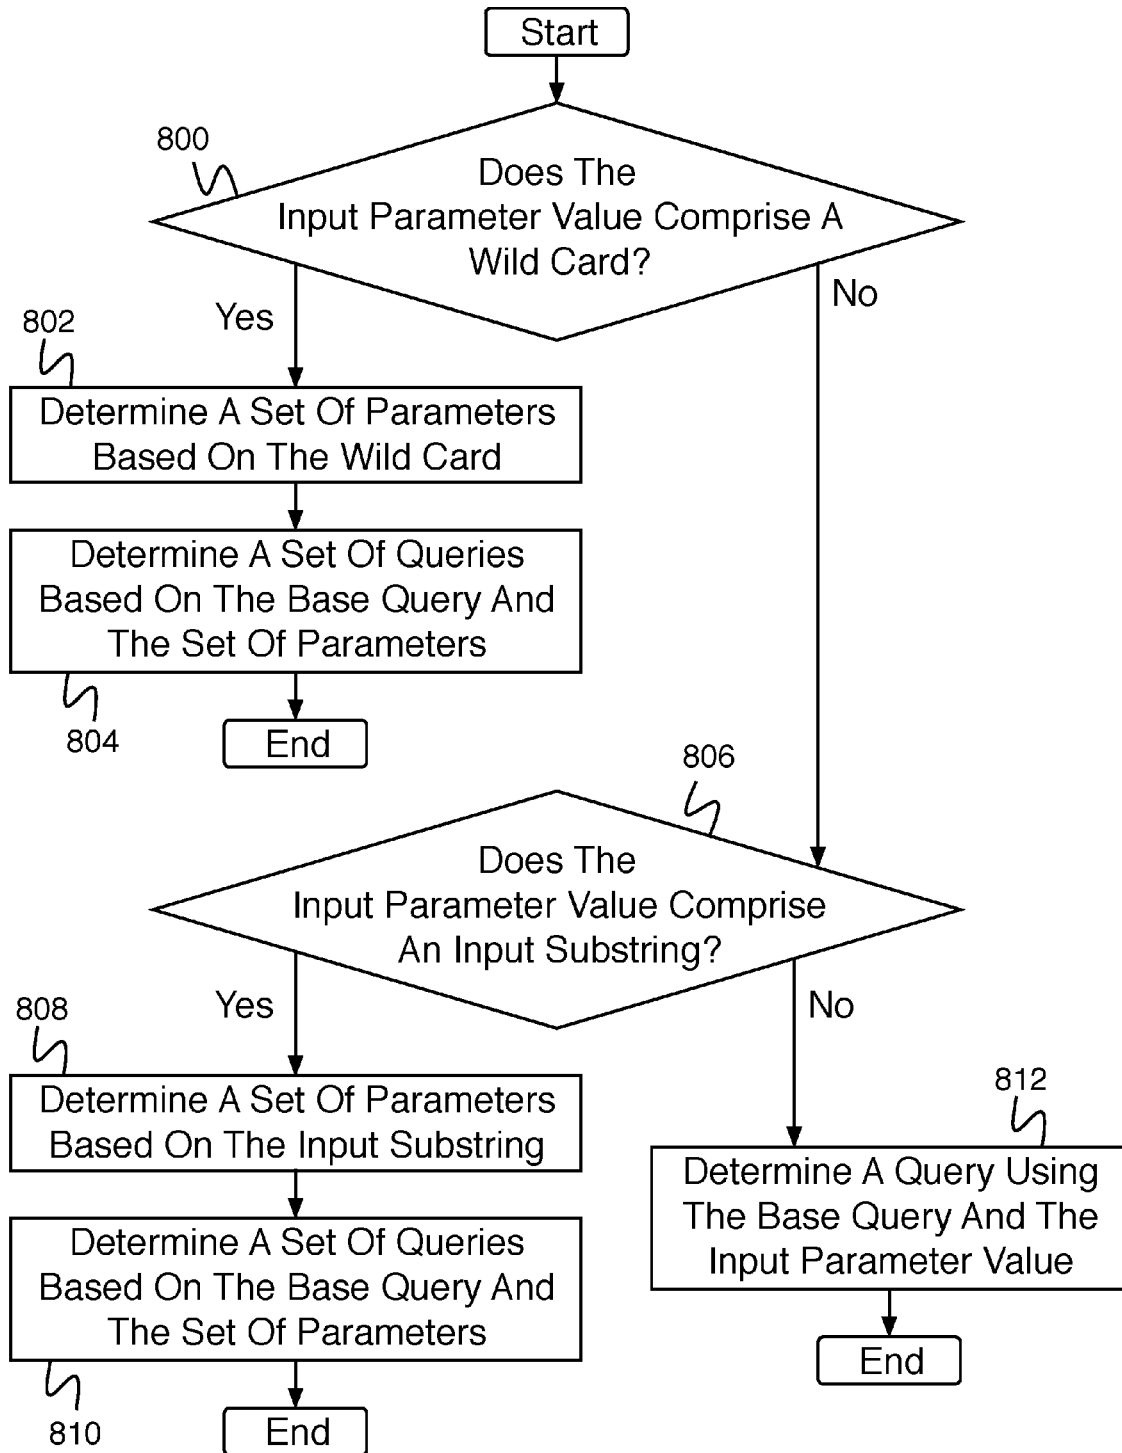 Start
800
Does The
Input Parameter Value Comprise A
Wild Card?
Yes
No
802
Determine A Set Of Parameters
Based On The Wild Card
Determine A Set Of Queries
Based On The Base Query And
The Set Of Parameters
804
End
806
Does The
Input Parameter Value Comprise
An Input Substring?
Yes
No
808
Determine A Set Of Parameters
Based On The Input Substring
812
Determine A Query Using
The Base Query And The
Input Parameter Value
Determine A Set Of Queries
Based On The Base Query And
The Set Of Parameters
End
810
End